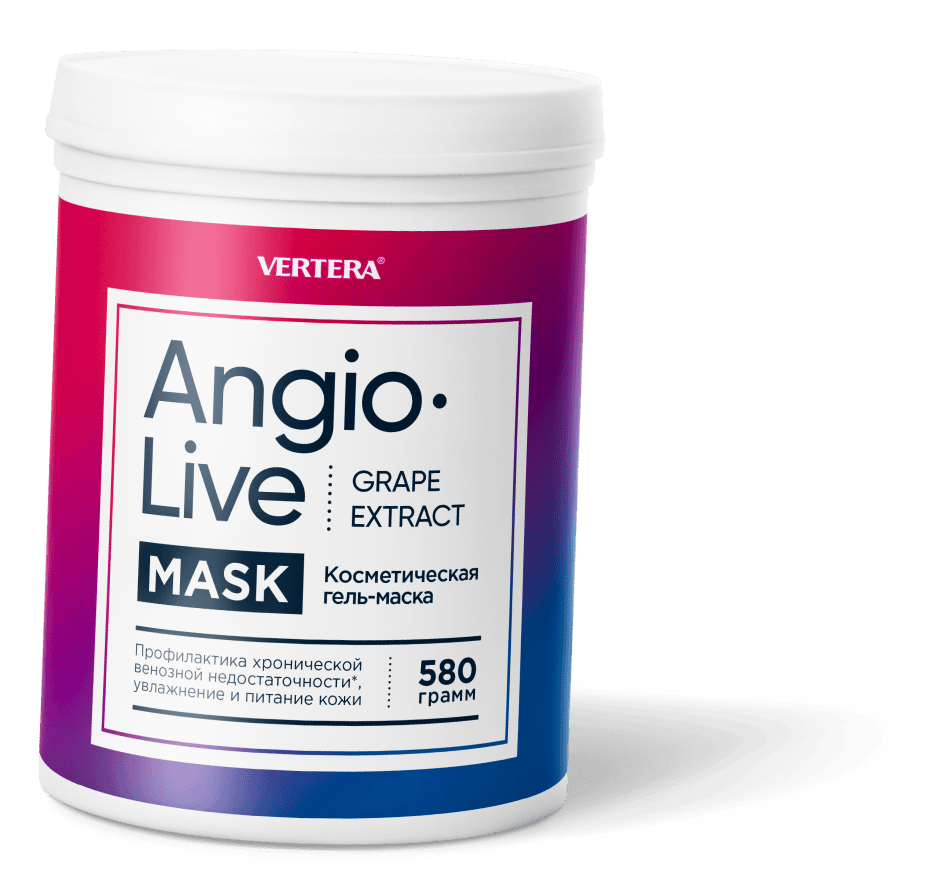 VERTERA®
Angio·
Live
GRAPE
EXTRACT
MASK
Косметическая
гель-маска
Профилактика хронической
венозной недостаточности*,
увлажнение и питание кожи
580
грамм